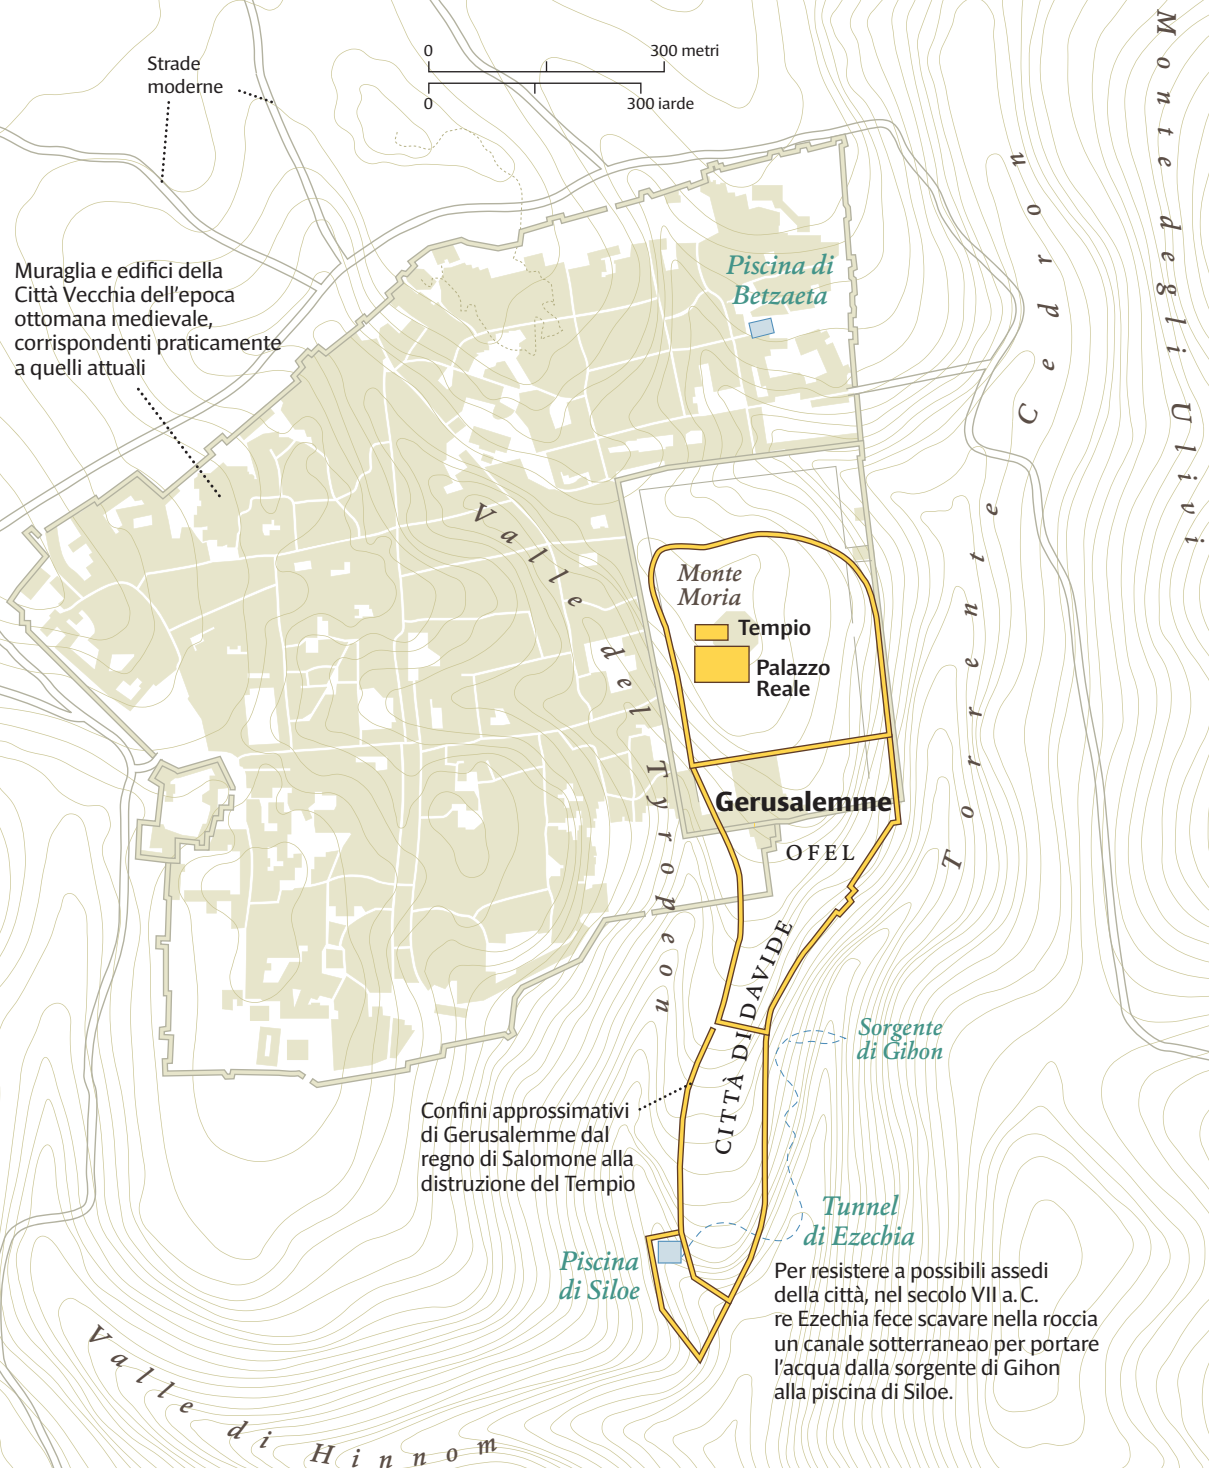 Strade
moderne
0
300 metri
0
300 iarde
Monte degli Ulivi
Torrente Cedron
Piscina di
Betzaeta
Muraglia e edifici della
Città Vecchia dell'epoca
ottomana medievale,
corrispondenti praticamente
a quelli attuali
Valle del Tyropeon
Monte
Moria
Tempio
Palazzo
Reale
Gerusalemme
OFEL
CITTÀ DI DAVIDE
Sorgente
di Gihon
Confini approssimativi
di Gerusalemme dal
regno di Salomone alla
distruzione del Tempio
Tunnel
di Ezechia
Piscina
di Siloe
Per resistere a possibili assedi
della città, nel secolo VII a. C.
re Ezechia fece scavare nella roccia
un canale sotterraneao per portare
l'acqua dalla sorgente di Gihon
alla piscina di Siloe.
Valle di Hinnom